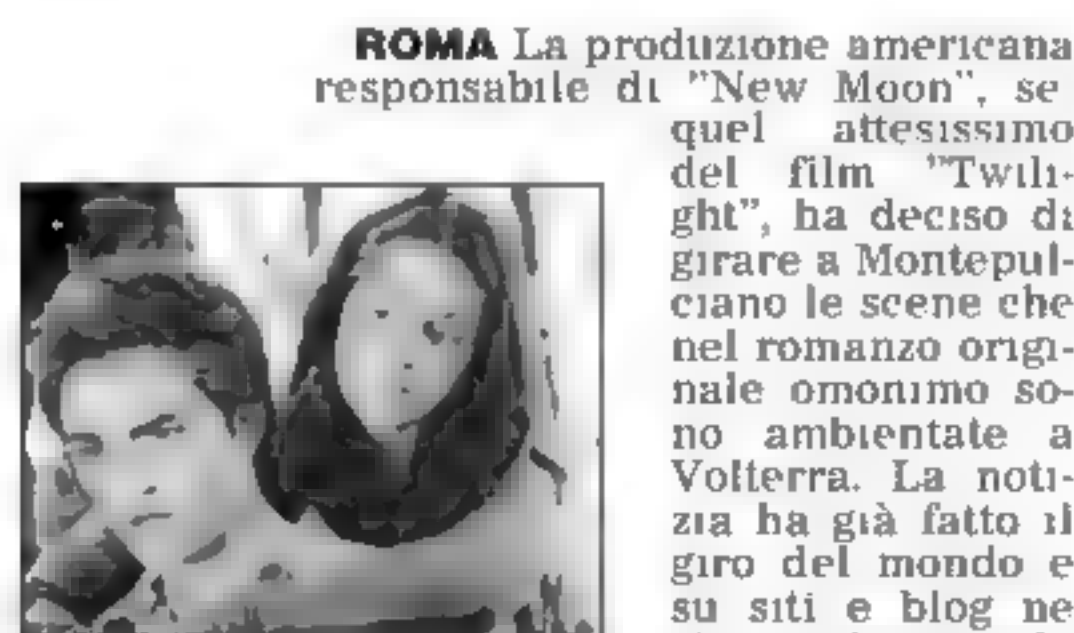 ROMA La produzione americana
responsabile di "New Moon", se
quel attesissimo
del film "Twili-
ght", ha deciso di
girare a Montepul-
ciano le scene che
nel romanzo origi-
nale omonimo so-
no ambientate a
Volterra. La noti-
zia ha già fatto il
giro del mondo e
su siti e blog ne